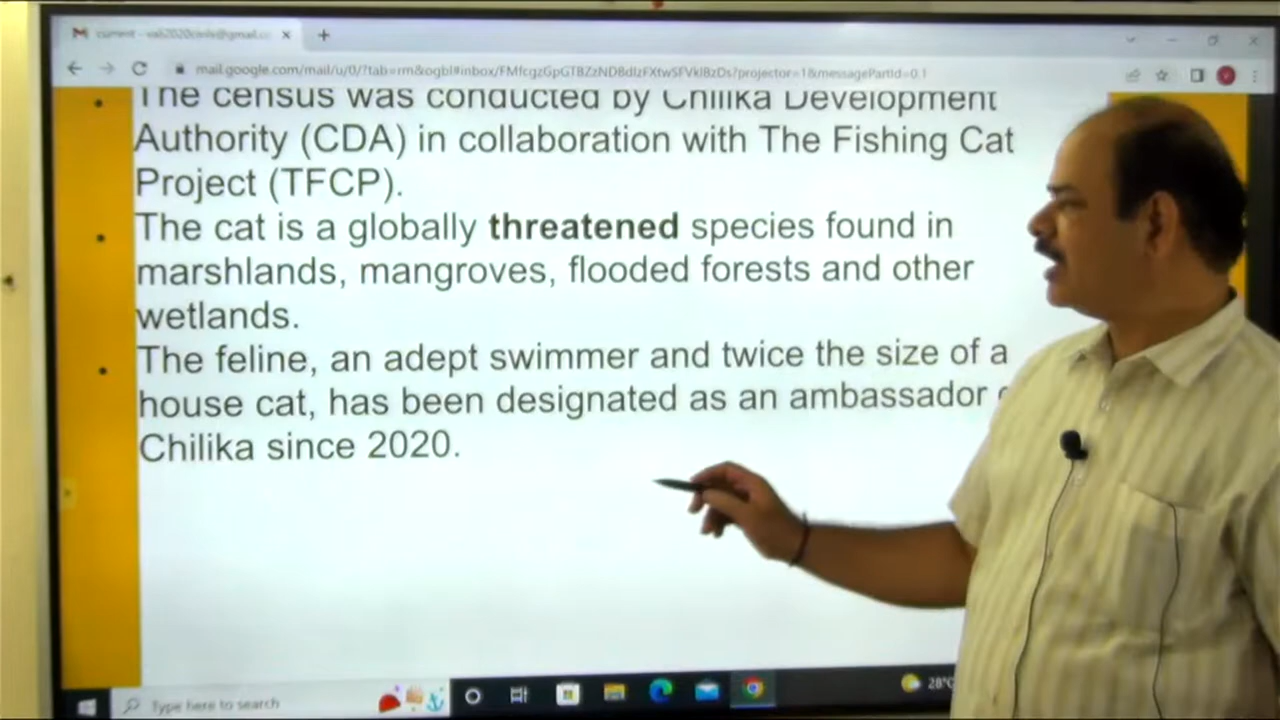 current - vali2020civils@gmail.co
mail.google.com/mail/u/0/?tab=rm&ogbl#inbox/FMfcgzGpGTBZzNDBdlzFXtwSFVklBzDs?projector=1&messagePartId=0.1
The census was conducted by Chilika Development
Authority (CDA) in collaboration with The Fishing Cat
Project (TFCP).
The cat is a globally threatened species found in
marshlands, mangroves, flooded forests and other
wetlands.
The feline, an adept swimmer and twice the size of a
house cat, has been designated as an ambassador
Chilika since 2020.
Type here to search
28°C